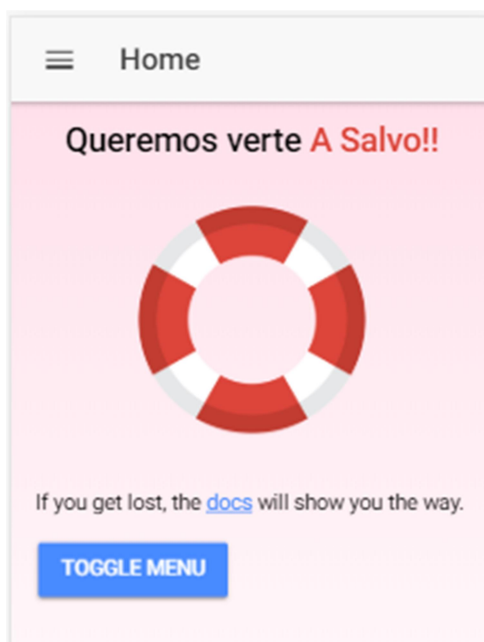 Home
Queremos verte A Salvo!!
If you get lost, the docs will show you the way.
TOGGLE MENU